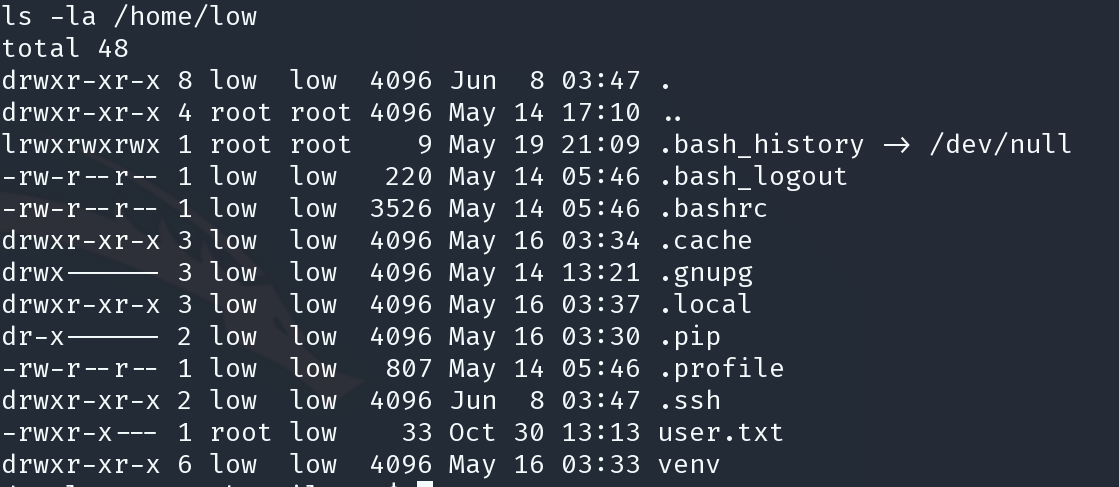 ls -la /home/low
total 48
drwxr-xr-x 8 low  low  4096 Jun  8 03:47 .
drwxr-xr-x 4 root root 4096 May 14 17:10 ..
lrwxrwxrwx 1 root root    9 May 19 21:09 .bash_history -> /dev/null
-rw-r--r-- 1 low  low   220 May 14 05:46 .bash_logout
-rw-r--r-- 1 low  low  3526 May 14 05:46 .bashrc
drwxr-xr-x 3 low  low  4096 May 16 03:34 .cache
drwx------ 3 low  low  4096 May 14 13:21 .gnupg
drwxr-xr-x 3 low  low  4096 May 16 03:37 .local
dr-x------ 2 low  low  4096 May 16 03:30 .pip
-rw-r--r-- 1 low  low   807 May 14 05:46 .profile
drwxr-xr-x 2 low  low  4096 Jun  8 03:47 .ssh
-rwxr-x--- 1 root low    33 Oct 30 13:13 user.txt
drwxr-xr-x 6 low  low  4096 May 16 03:33 venv